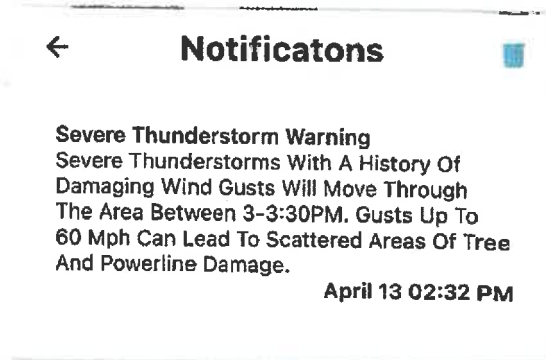 Notificatons
Severe Thunderstorm Warning
Severe Thunderstorms With A History Of
Damaging Wind Gusts Will Move Through
The Area Between 3-3:30PM. Gusts Up To
60 Mph Can Lead To Scattered Areas Of Tree
And Powerline Damage.
April 13 02:32 PM